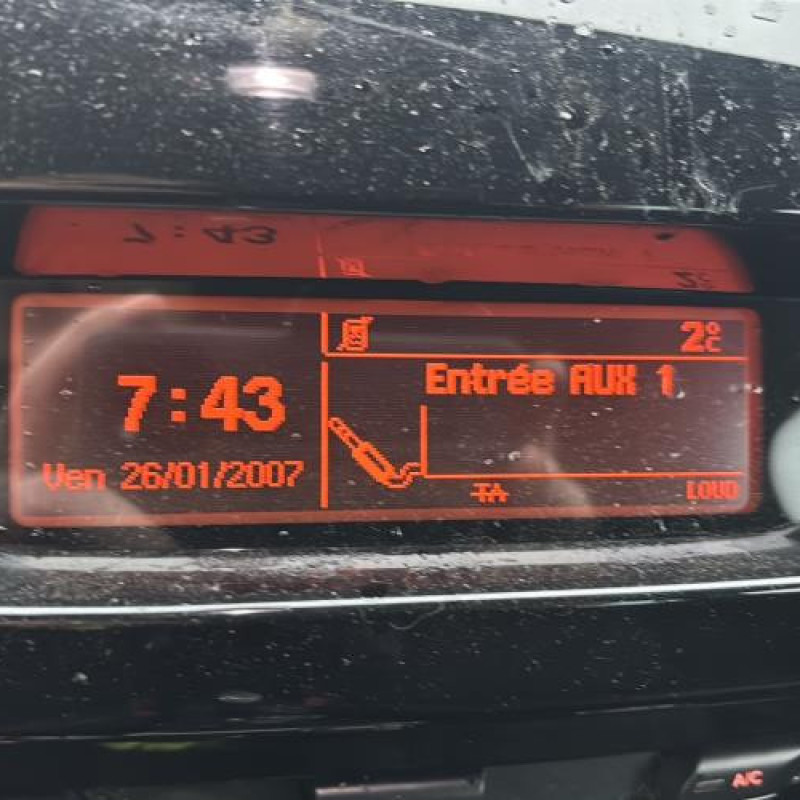 2°C
Entrée AUX 1
7:43
Ven 26/01/2007
TA
LOUD
A/C